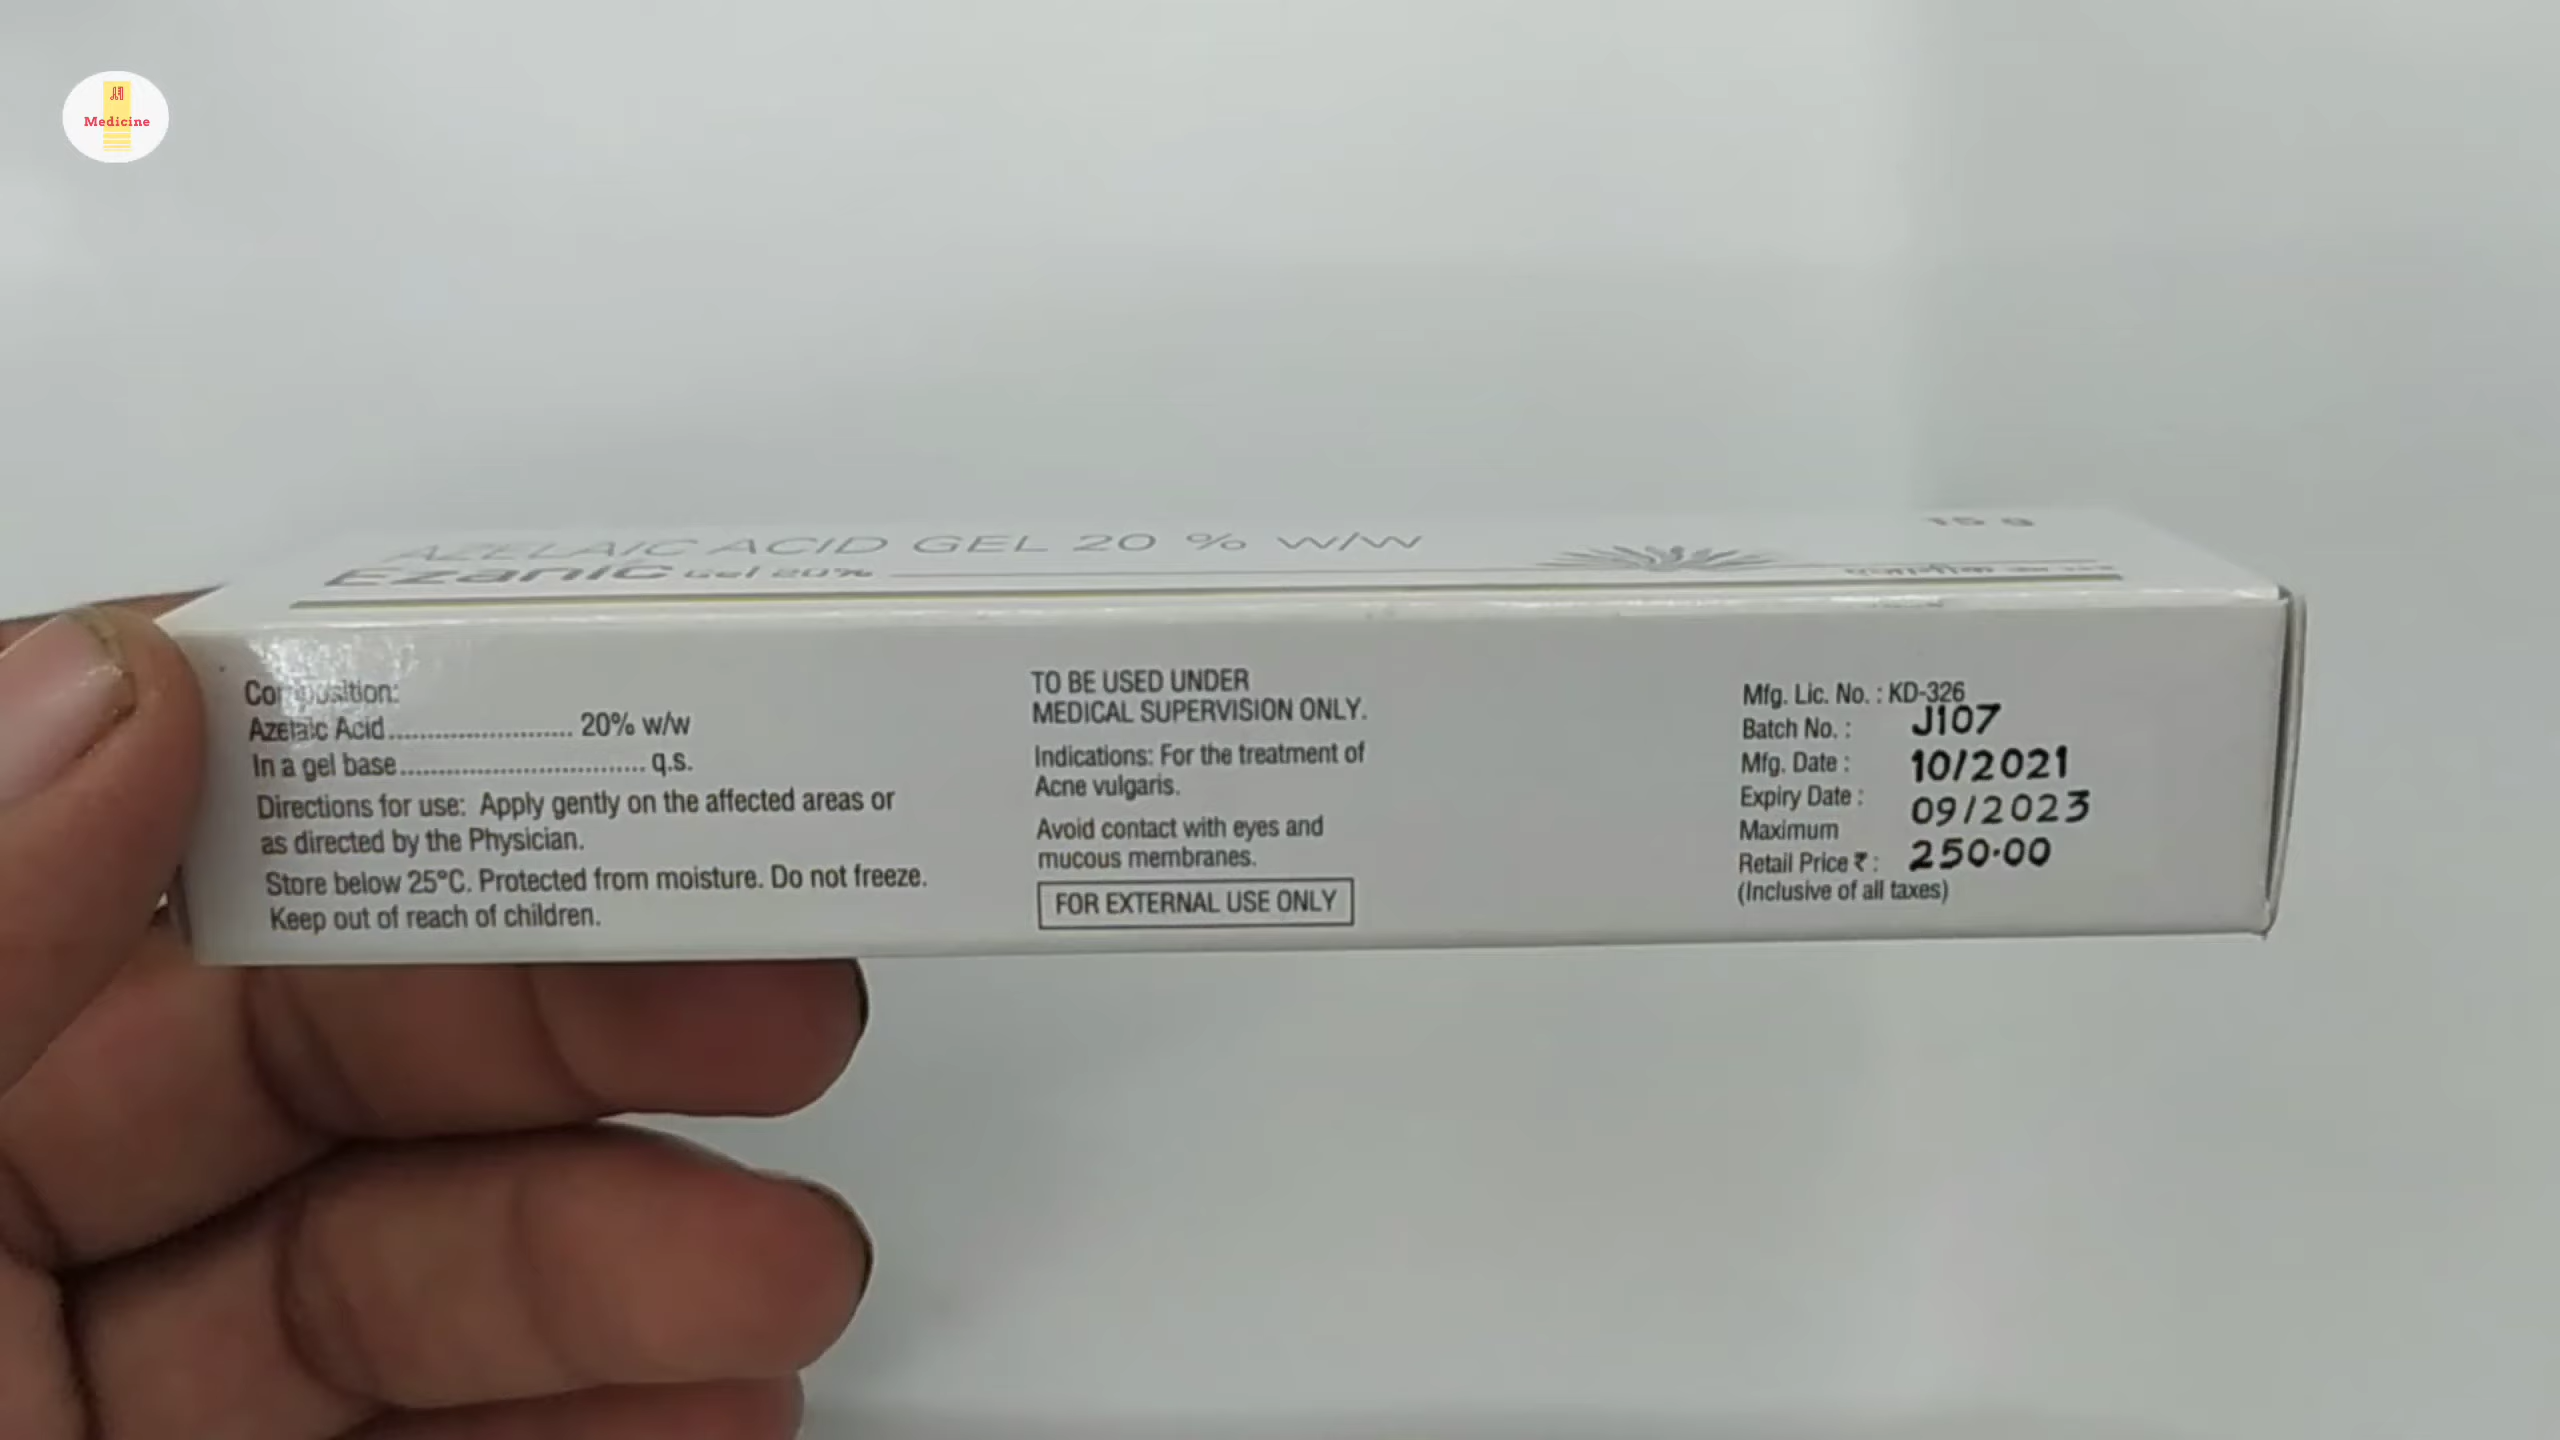 Medicine
AZELAIC ACID GEL 20 % w/w
15 g
Ezanic Gel 20%
Composition:
Azelaic Acid........................ 20% w/w
In a gel base................................ q.s.
Directions for use: Apply gently on the affected areas or
as directed by the Physician.
Store below 25°C. Protected from moisture. Do not freeze.
Keep out of reach of children.
TO BE USED UNDER
MEDICAL SUPERVISION ONLY.
Indications: For the treatment of
Acne vulgaris.
Avoid contact with eyes and
mucous membranes.
FOR EXTERNAL USE ONLY
Mfg. Lic. No. : KD-326
Batch No. : J107
Mfg. Date : 10/2021
Expiry Date : 09/2023
Maximum
Retail Price ₹ : 250·00
(Inclusive of all taxes)